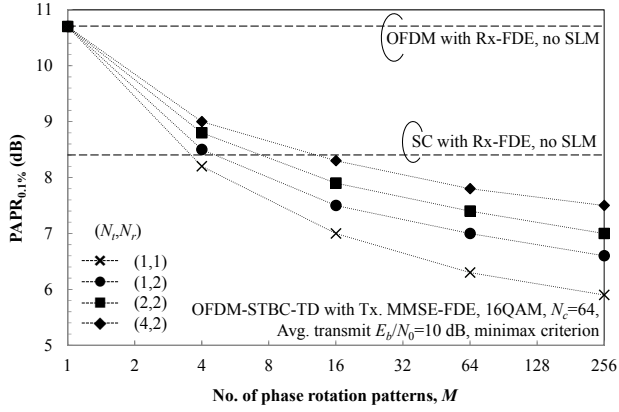 11
10
9
8
7
6
5
PAPR0.1% (dB)
OFDM with Rx-FDE, no SLM
SC with Rx-FDE, no SLM
(Nt,Nr)
(1,1)
(1,2)
(2,2)
(4,2)
OFDM-STBC-TD with Tx. MMSE-FDE, 16QAM, Nc=64,
Avg. transmit Eb/N0=10 dB, minimax criterion
1 2 4 8 16 32 64 128 256
No. of phase rotation patterns, M